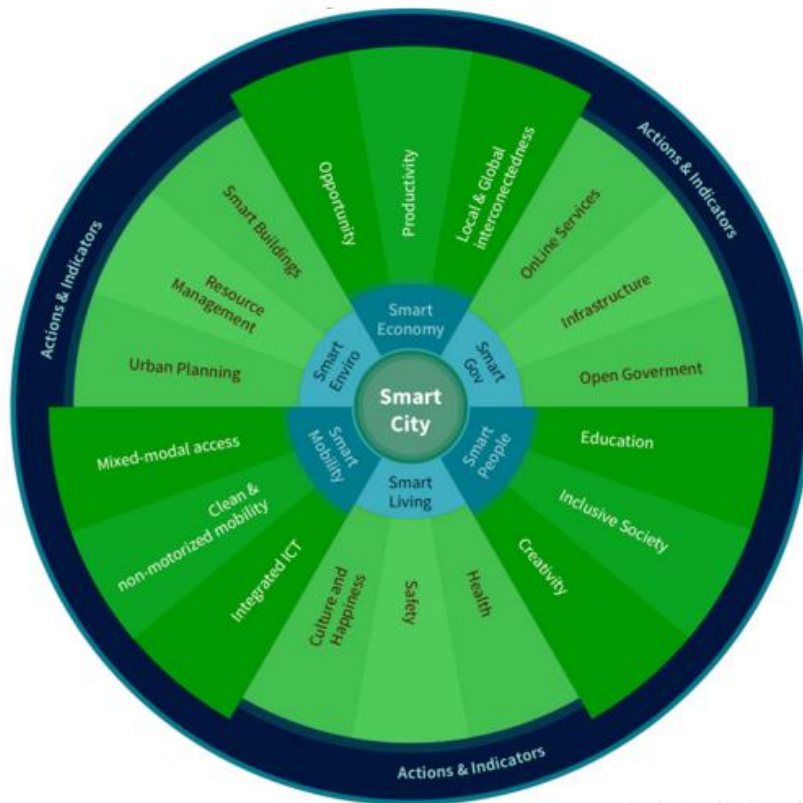 Smart
City
Smart
Economy
Opportunity
Productivity
Local & Global
interconectedness
Smart
Gov
OnLine Services
Infrastructure
Open Goverment
Smart
People
Education
Inclusive Society
Creativity
Smart
Living
Health
Safety
Culture and
Happiness
Smart
Mobility
Integrated ICT
Clean &
non-motorized mobility
Mixed-modal access
Smart
Enviro
Urban Planning
Resource
Management
Smart Buildings
Actions & Indicators
Actions & Indicators
Actions & Indicators